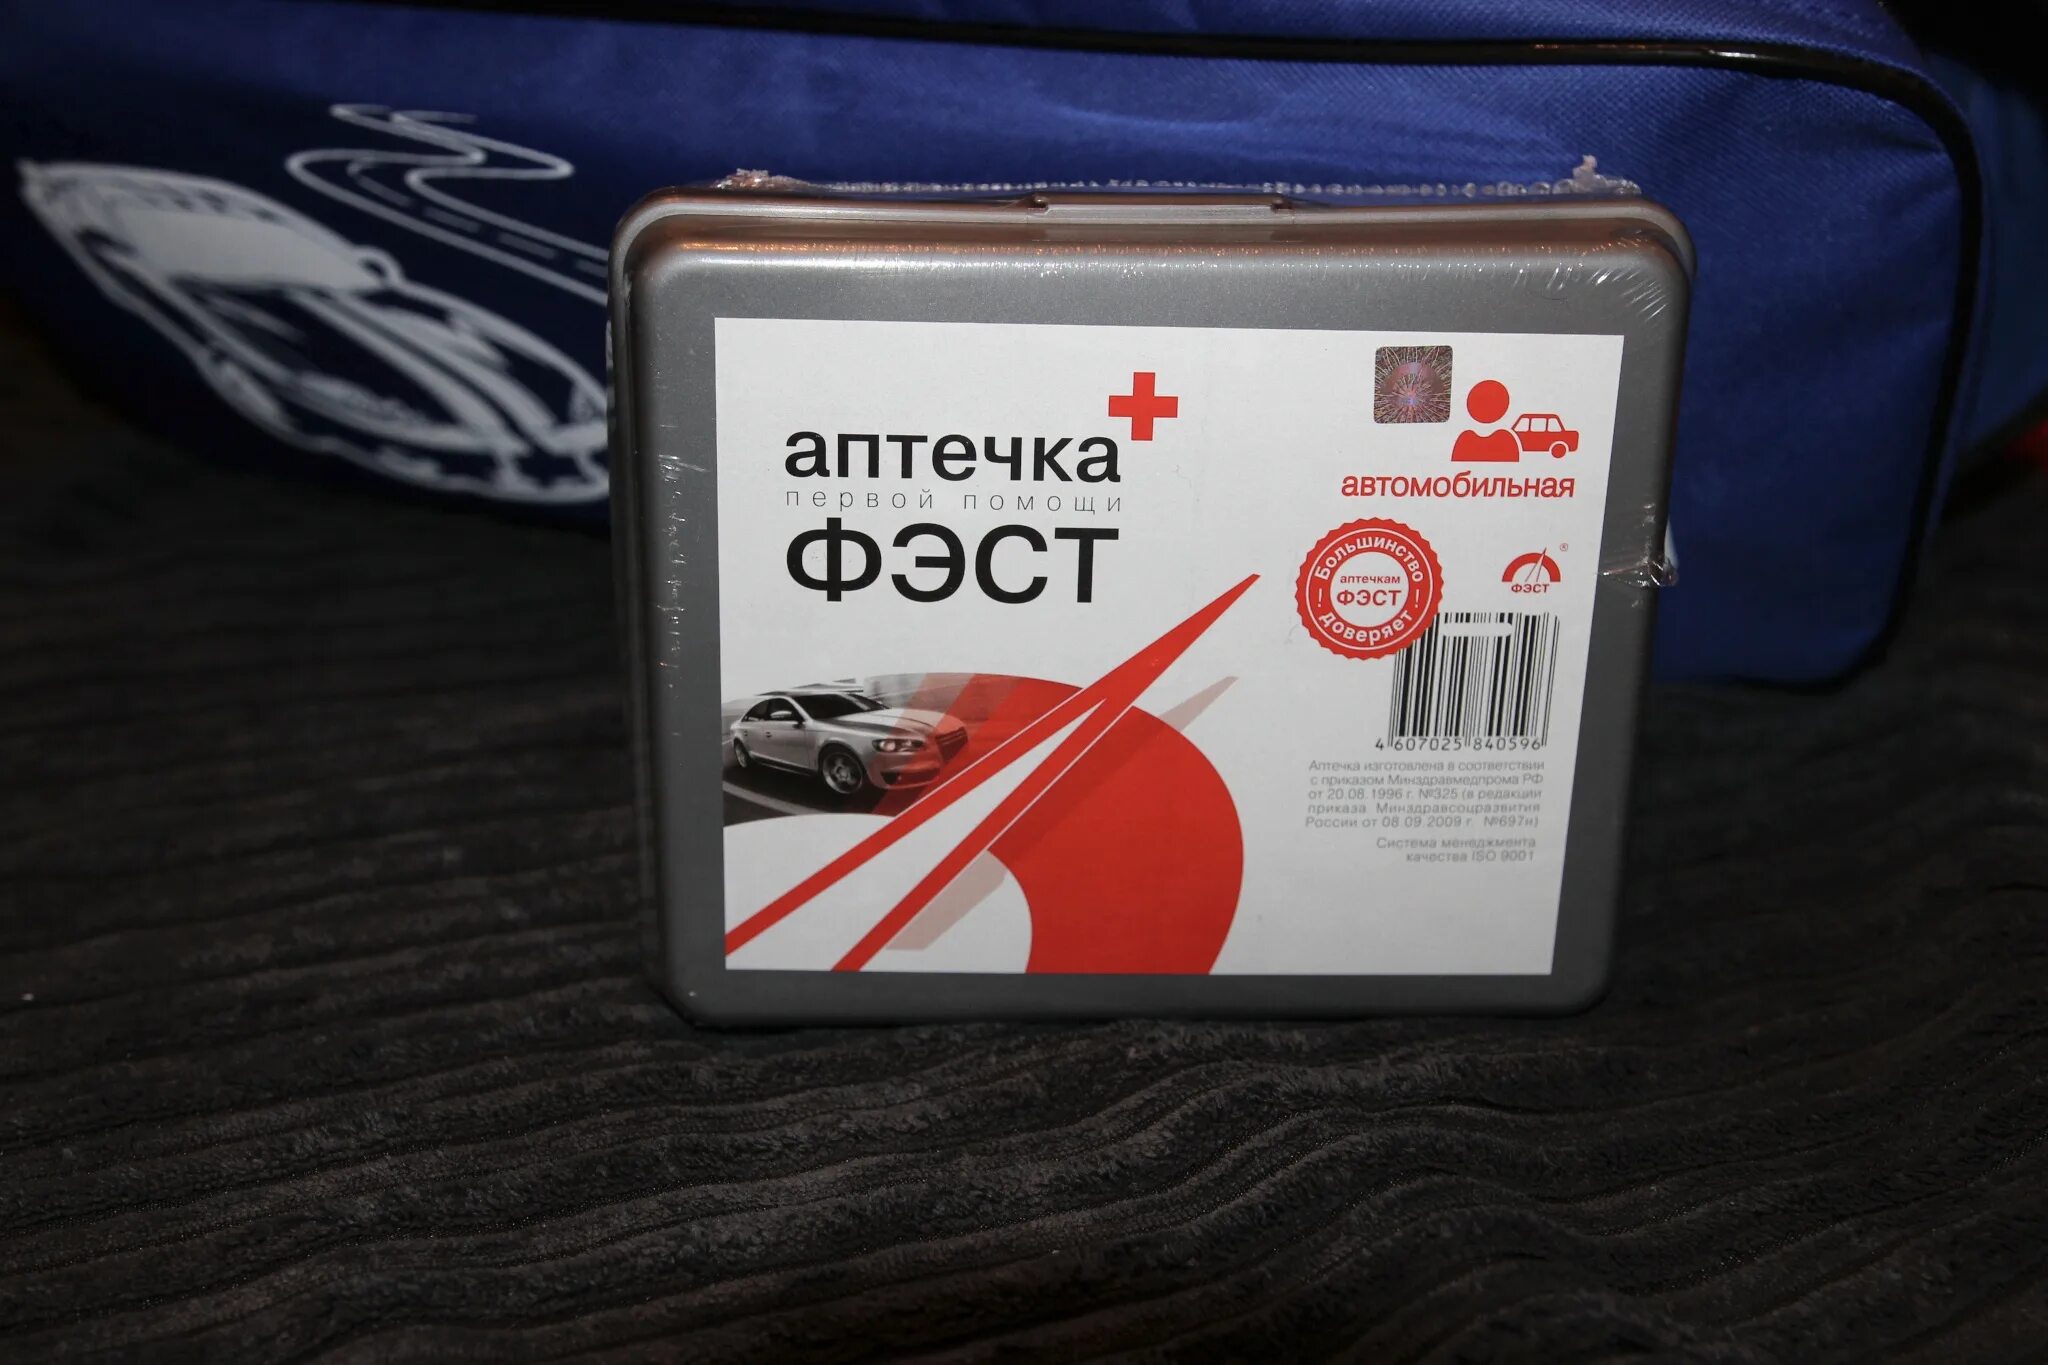 аптечка
первой помощи
ФЭСТ
автомобильная
Большинство
аптечкам
ФЭСТ
! доверяет !
®
ФЭСТ
4 607025 840596
Аптечка изготовлена в соответствии
с приказом Минздравмедпрома РФ
от 20.08.1996 г. №325 (в редакции
приказа Минздравсоцразвития
России от 08.09.2009 г. №697н)
Система менеджмента
качества ISO 9001